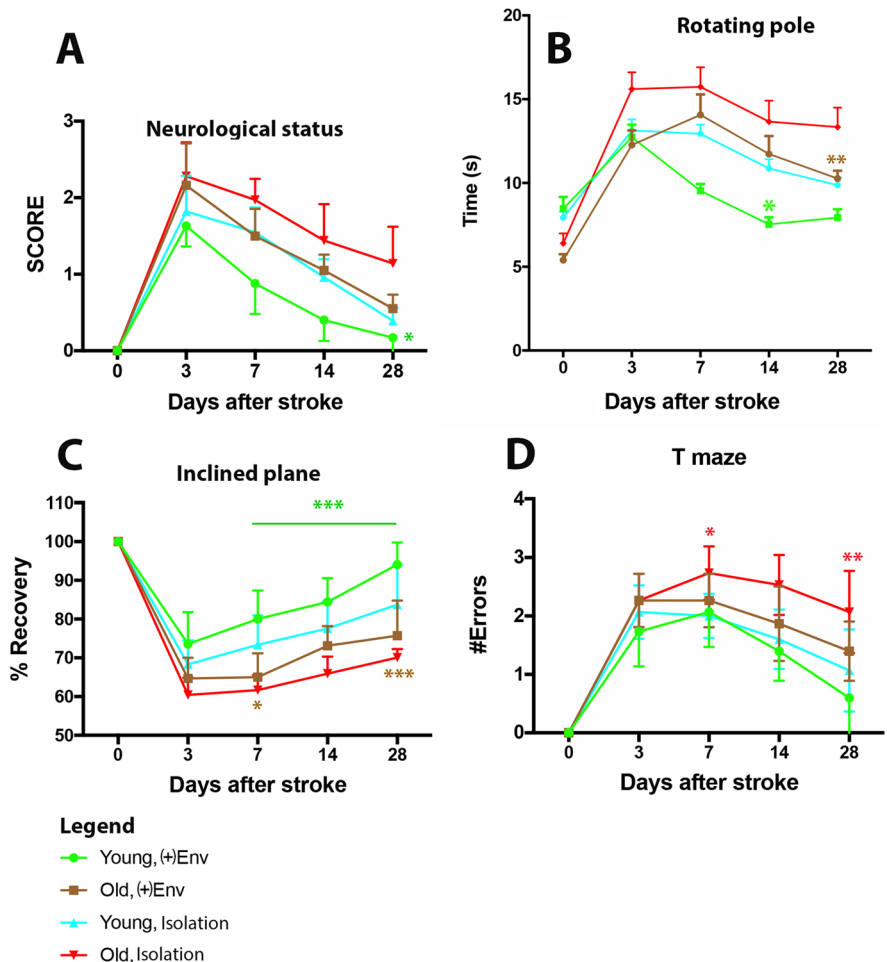 A
Neurological status
SCORE
3
2
1
0
0 3 7 14 28
*
Days after stroke
B
Rotating pole
Time (s)
20
15
10
5
0
**
*
0 3 7 14 28
Days after stroke
C
Inclined plane
% Recovery
110
100
90
80
70
60
50
***
***
*
0 3 7 14 28
Days after stroke
D
T maze
#Errors
4
3
2
1
0
*
**
0 3 7 14 28
Days after stroke
Legend
Young, (+)Env
Old, (+)Env
Young, Isolation
Old, Isolation